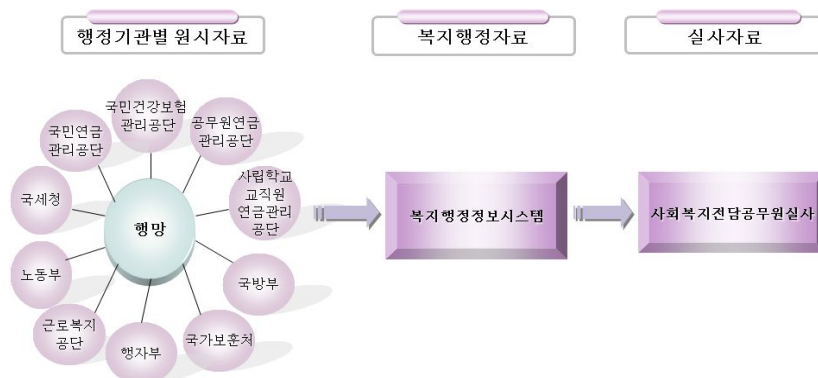 행정기관별 원시자료
복지행정자료
실사자료
국민건강보험
관리공단
국민연금
관리공단
공무원연금
관리공단
국세청
사립학교
교직원
연금관리
공단
행망
노동부
국방부
근로복지
공단
행자부
국가보훈처
복지행정정보시스템
사회복지전담공무원실사